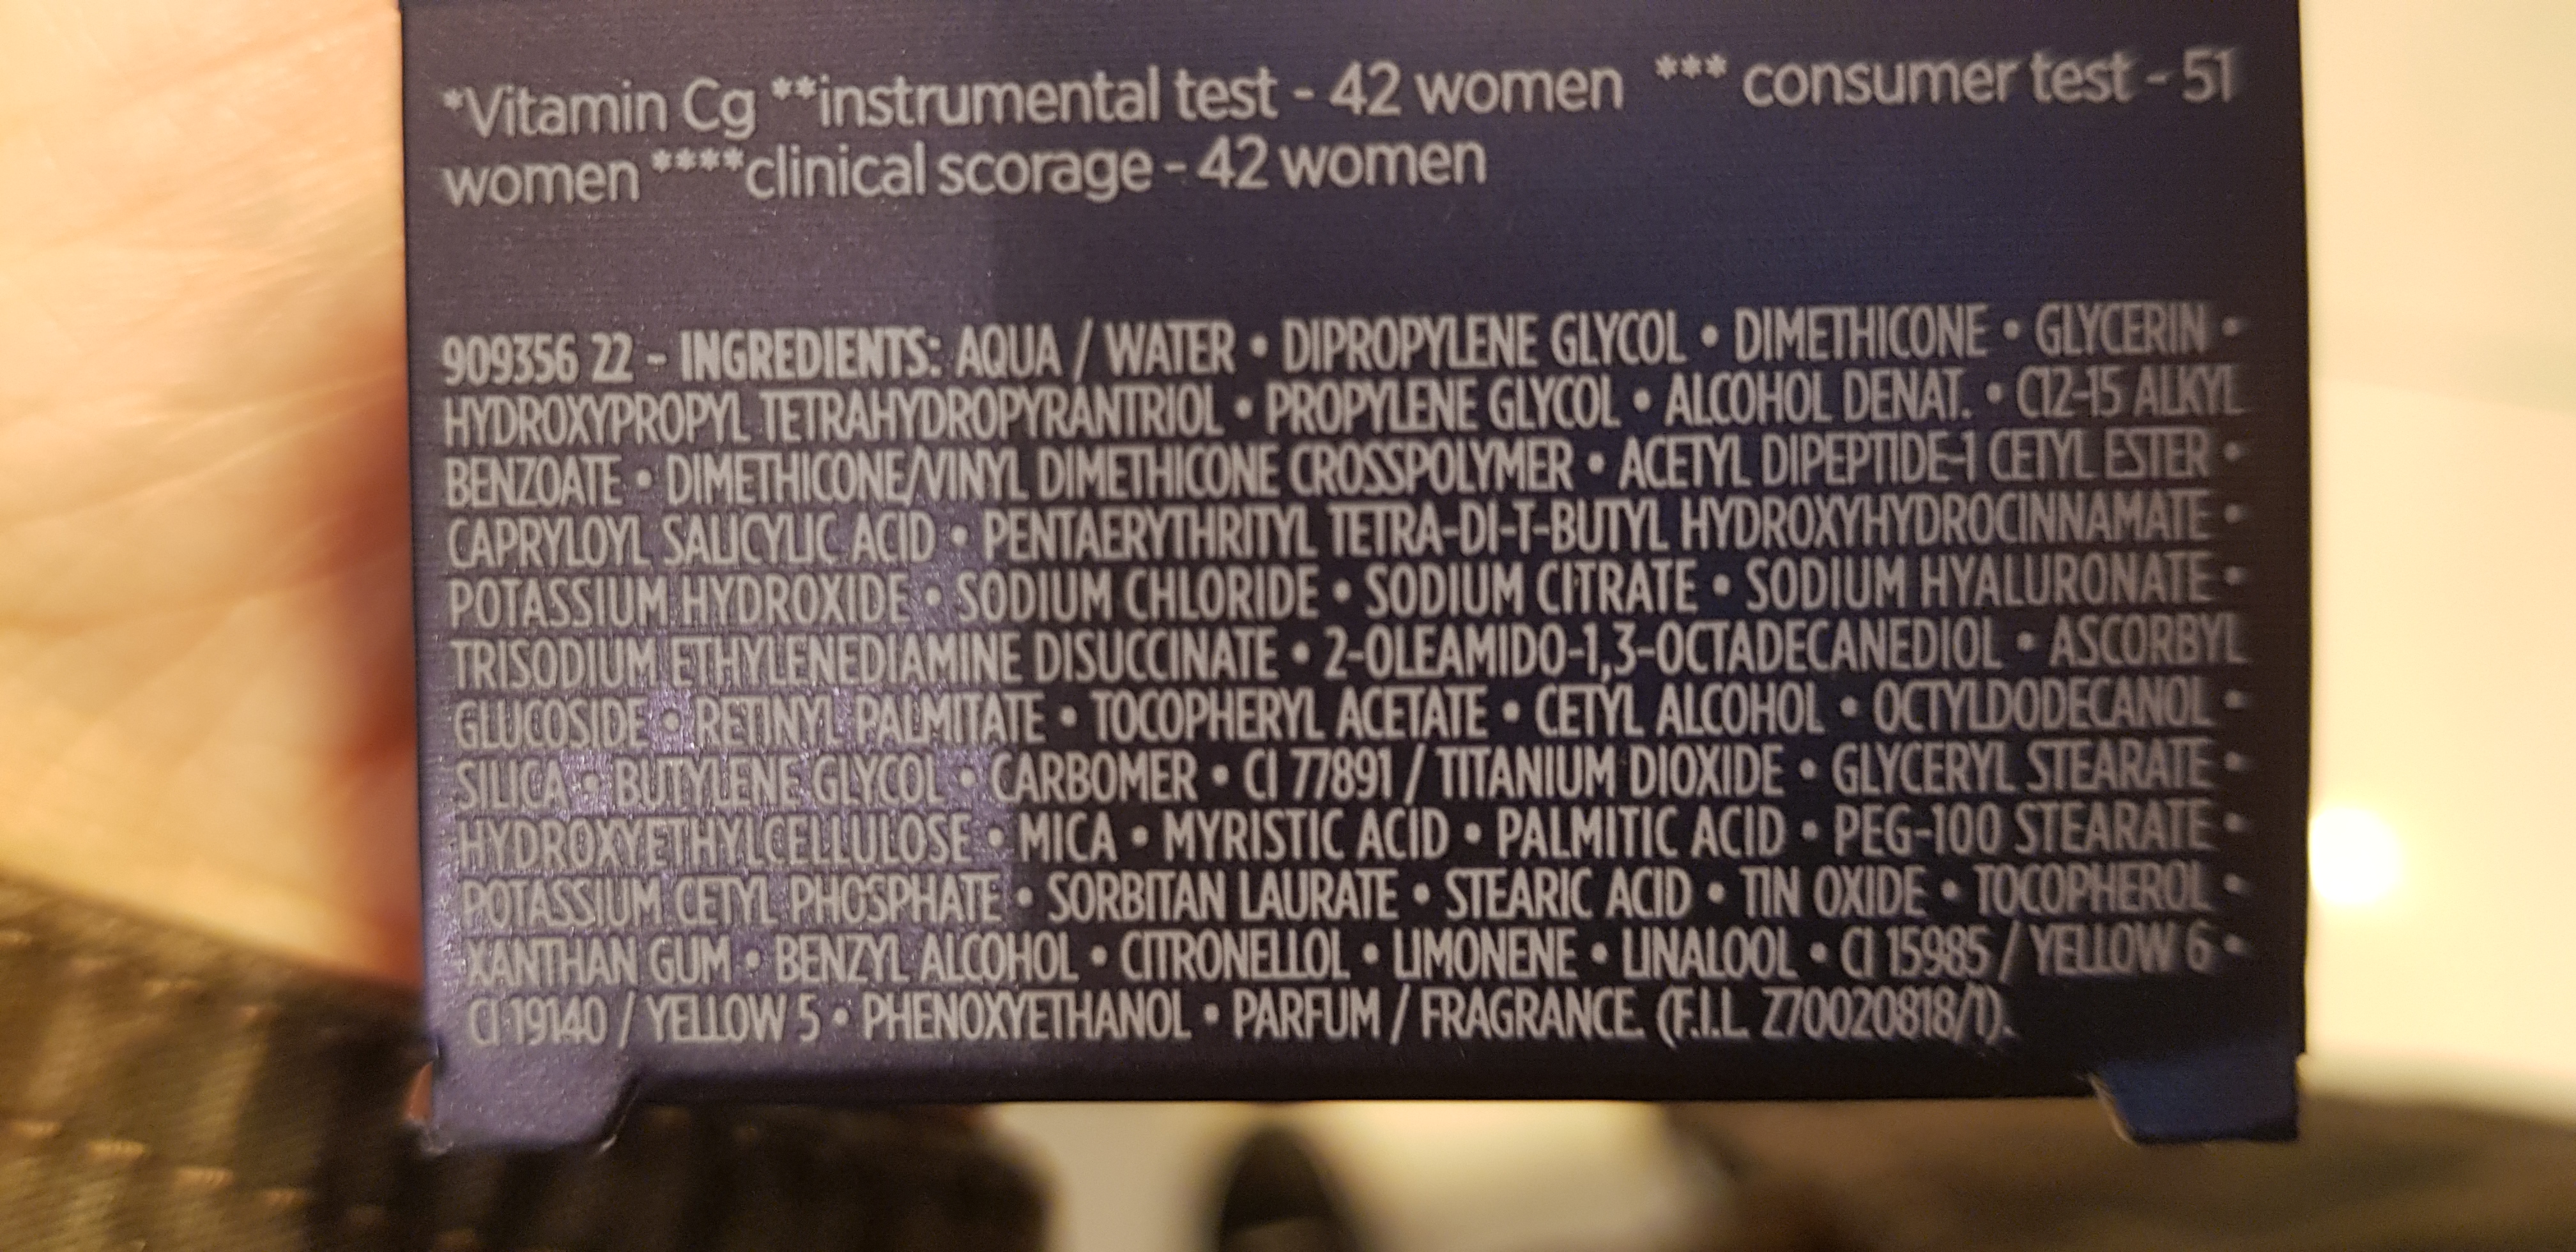 *Vitamin Cg **instrumental test - 42 women *** consumer test - 51
women ****clinical scorage - 42 women
909356 22 - INGREDIENTS: AQUA / WATER • DIPROPYLENE GLYCOL • DIMETHICONE • GLYCERIN •
HYDROXYPROPYL TETRAHYDROPYRANTRIOL • PROPYLENE GLYCOL • ALCOHOL DENAT. • C12-15 ALKYL
BENZOATE • DIMETHICONE/VINYL DIMETHICONE CROSSPOLYMER • ACETYL DIPEPTIDE-1 CETYL ESTER •
CAPRYLOYL SALICYLIC ACID • PENTAERYTHRITYL TETRA-DI-T-BUTYL HYDROXYHYDROCINNAMATE •
POTASSIUM HYDROXIDE • SODIUM CHLORIDE • SODIUM CITRATE • SODIUM HYALURONATE •
TRISODIUM ETHYLENEDIAMINE DISUCCINATE • 2-OLEAMIDO-1,3-OCTADECANEDIOL • ASCORBYL
GLUCOSIDE • RETINYL PALMITATE • TOCOPHERYL ACETATE • CETYL ALCOHOL • OCTYLDODECANOL •
SILICA • BUTYLENE GLYCOL • CARBOMER • CI 77891 / TITANIUM DIOXIDE • GLYCERYL STEARATE •
HYDROXYETHYLCELLULOSE • MICA • MYRISTIC ACID • PALMITIC ACID • PEG-100 STEARATE •
POTASSIUM CETYL PHOSPHATE • SORBITAN LAURATE • STEARIC ACID • TIN OXIDE • TOCOPHEROL •
XANTHAN GUM • BENZYL ALCOHOL • CITRONELLOL • LIMONENE • LINALOOL • CI 15985 / YELLOW 6 •
CI 19140 / YELLOW 5 • PHENOXYETHANOL • PARFUM / FRAGRANCE. (F.I.L. Z70020818/1).